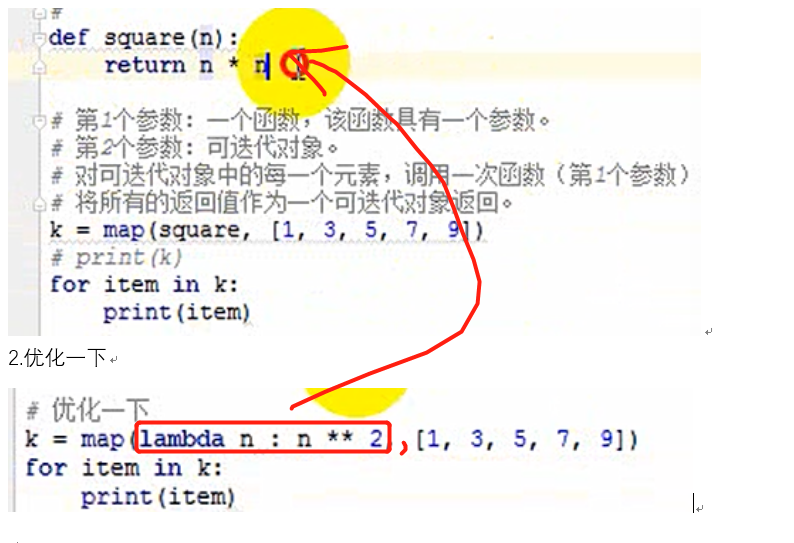 #
def square(n):
return n * n
# 第1个参数：一个函数，该函数具有一个参数。
# 第2个参数：可迭代对象。
# 对可迭代对象中的每一个元素，调用一次函数（第1个参数）
# 将所有的返回值作为一个可迭代对象返回。
k = map(square, [1, 3, 5, 7, 9])
# print(k)
for item in k:
print(item)
2.优化一下
# 优化一下
k = map(lambda n : n ** 2, [1, 3, 5, 7, 9])
for item in k:
print(item)